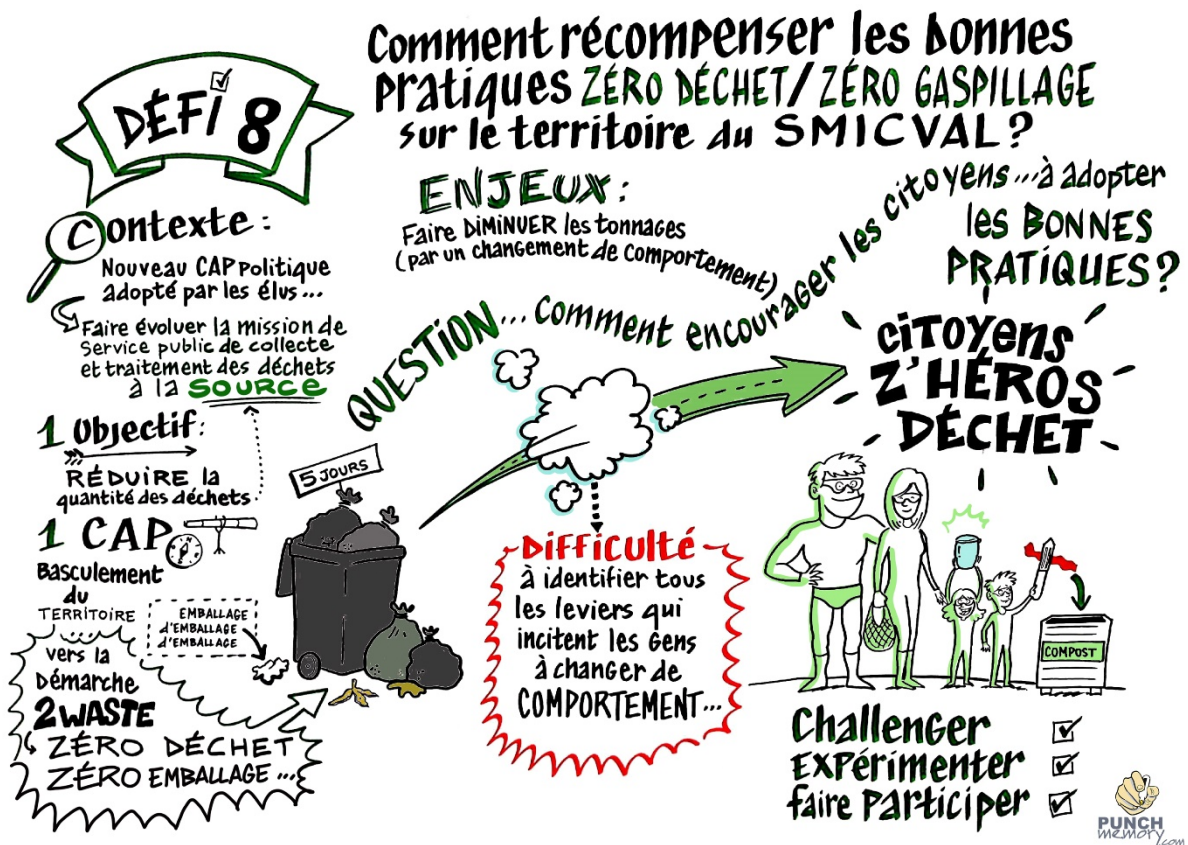 DÉFI 8
Comment récompenser les bonnes
pratiques ZÉRO DÉCHET/ZÉRO GASPILLAGE
sur le territoire du SMICVAL?
Contexte:
Nouveau CAP politique
adopté par les élus...
Faire évoluer la mission de
Service public de collecte
et traitement des déchets
à la SOURCE
1 Objectif:
RÉDUIRE la
quantité des déchets
1 CAP
Basculement
du
TERRITOIRE
vers la
Démarche
2WASTE
ZÉRO DÉCHET
ZÉRO EMBALLAGE...
EMBALLAGE
d'EMBALLAGE
d'EMBALLAGE
5 JOURS
ENJEUX:
Faire DIMINUER les tonnages
(par un changement de comportement)
QUESTION... comment encourager les citoyens...à adopter
les BONNES
PRATIQUES?
Difficulté
à identifier tous
les leviers qui
incitent les gens
à changer de
COMPORTEMENT...
CITOYENS
Z'HÉROS
DÉCHET
COMPOST
Challenger
Expérimenter
faire Participer
PUNCH
memory.com